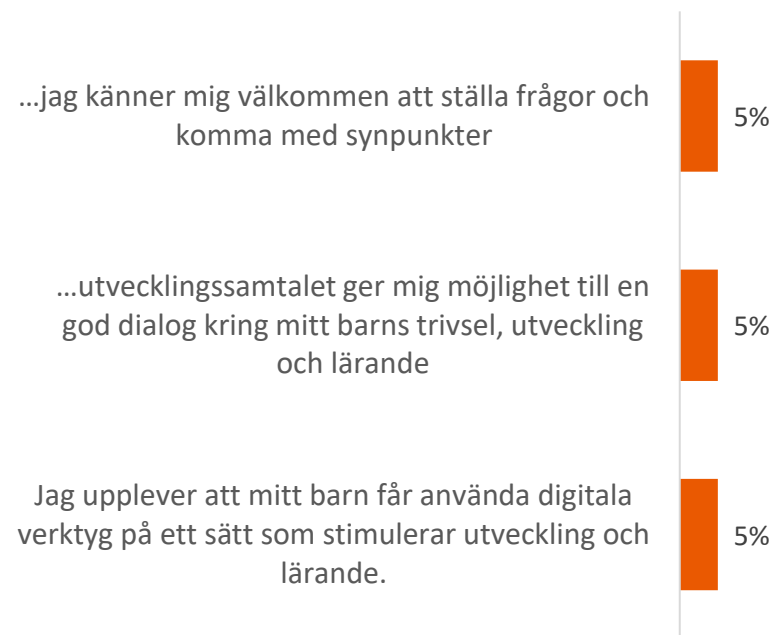 ...jag känner mig välkommen att ställa frågor och
komma med synpunkter
5%
...utvecklingssamtalet ger mig möjlighet till en
god dialog kring mitt barns trivsel, utveckling
och lärande
5%
Jag upplever att mitt barn får använda digitala
verktyg på ett sätt som stimulerar utveckling och
lärande.
5%